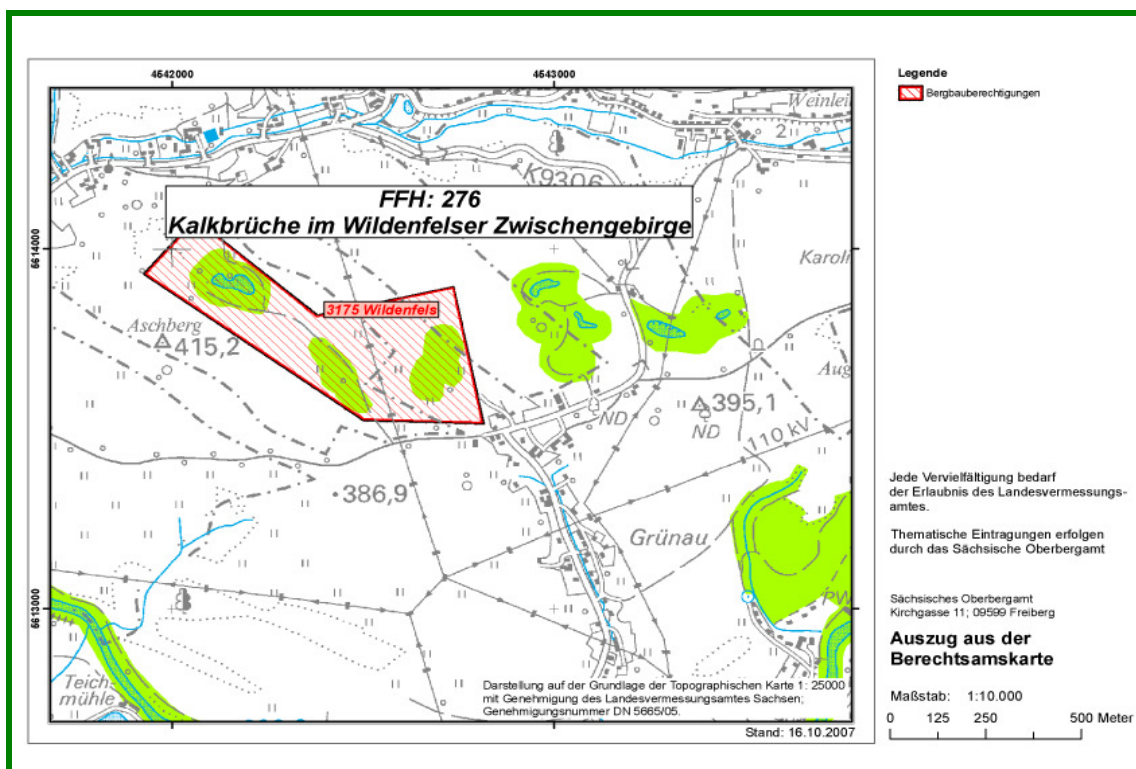 4542000
4543000
5614000
5613000
Weinlei
2
K9306
FFH: 276
Kalkbrüche im Wildenfelser Zwischengebirge
Karolin
3175 Wildenfels
Aschberg
415,2
Aug
ND
395,1
ND
110 kV
386,9
Grünau
PW
Teich-
mühle
Darstellung auf der Grundlage der Topographischen Karte 1: 25000
mit Genehmigung des Landesvermessungsamtes Sachsen;
Genehmigungsnummer DN 5665/05.
Stand: 16.10.2007
Legende
Bergbauberechtigungen
Jede Vervielfältigung bedarf
der Erlaubnis des Landesvermessungs-
amtes.
Thematische Eintragungen erfolgen
durch das Sächsische Oberbergamt
Sächsisches Oberbergamt
Kirchgasse 11; 09599 Freiberg
Auszug aus der
Berechtsamskarte
Maßstab: 1:10.000
0 125 250 500 Meter